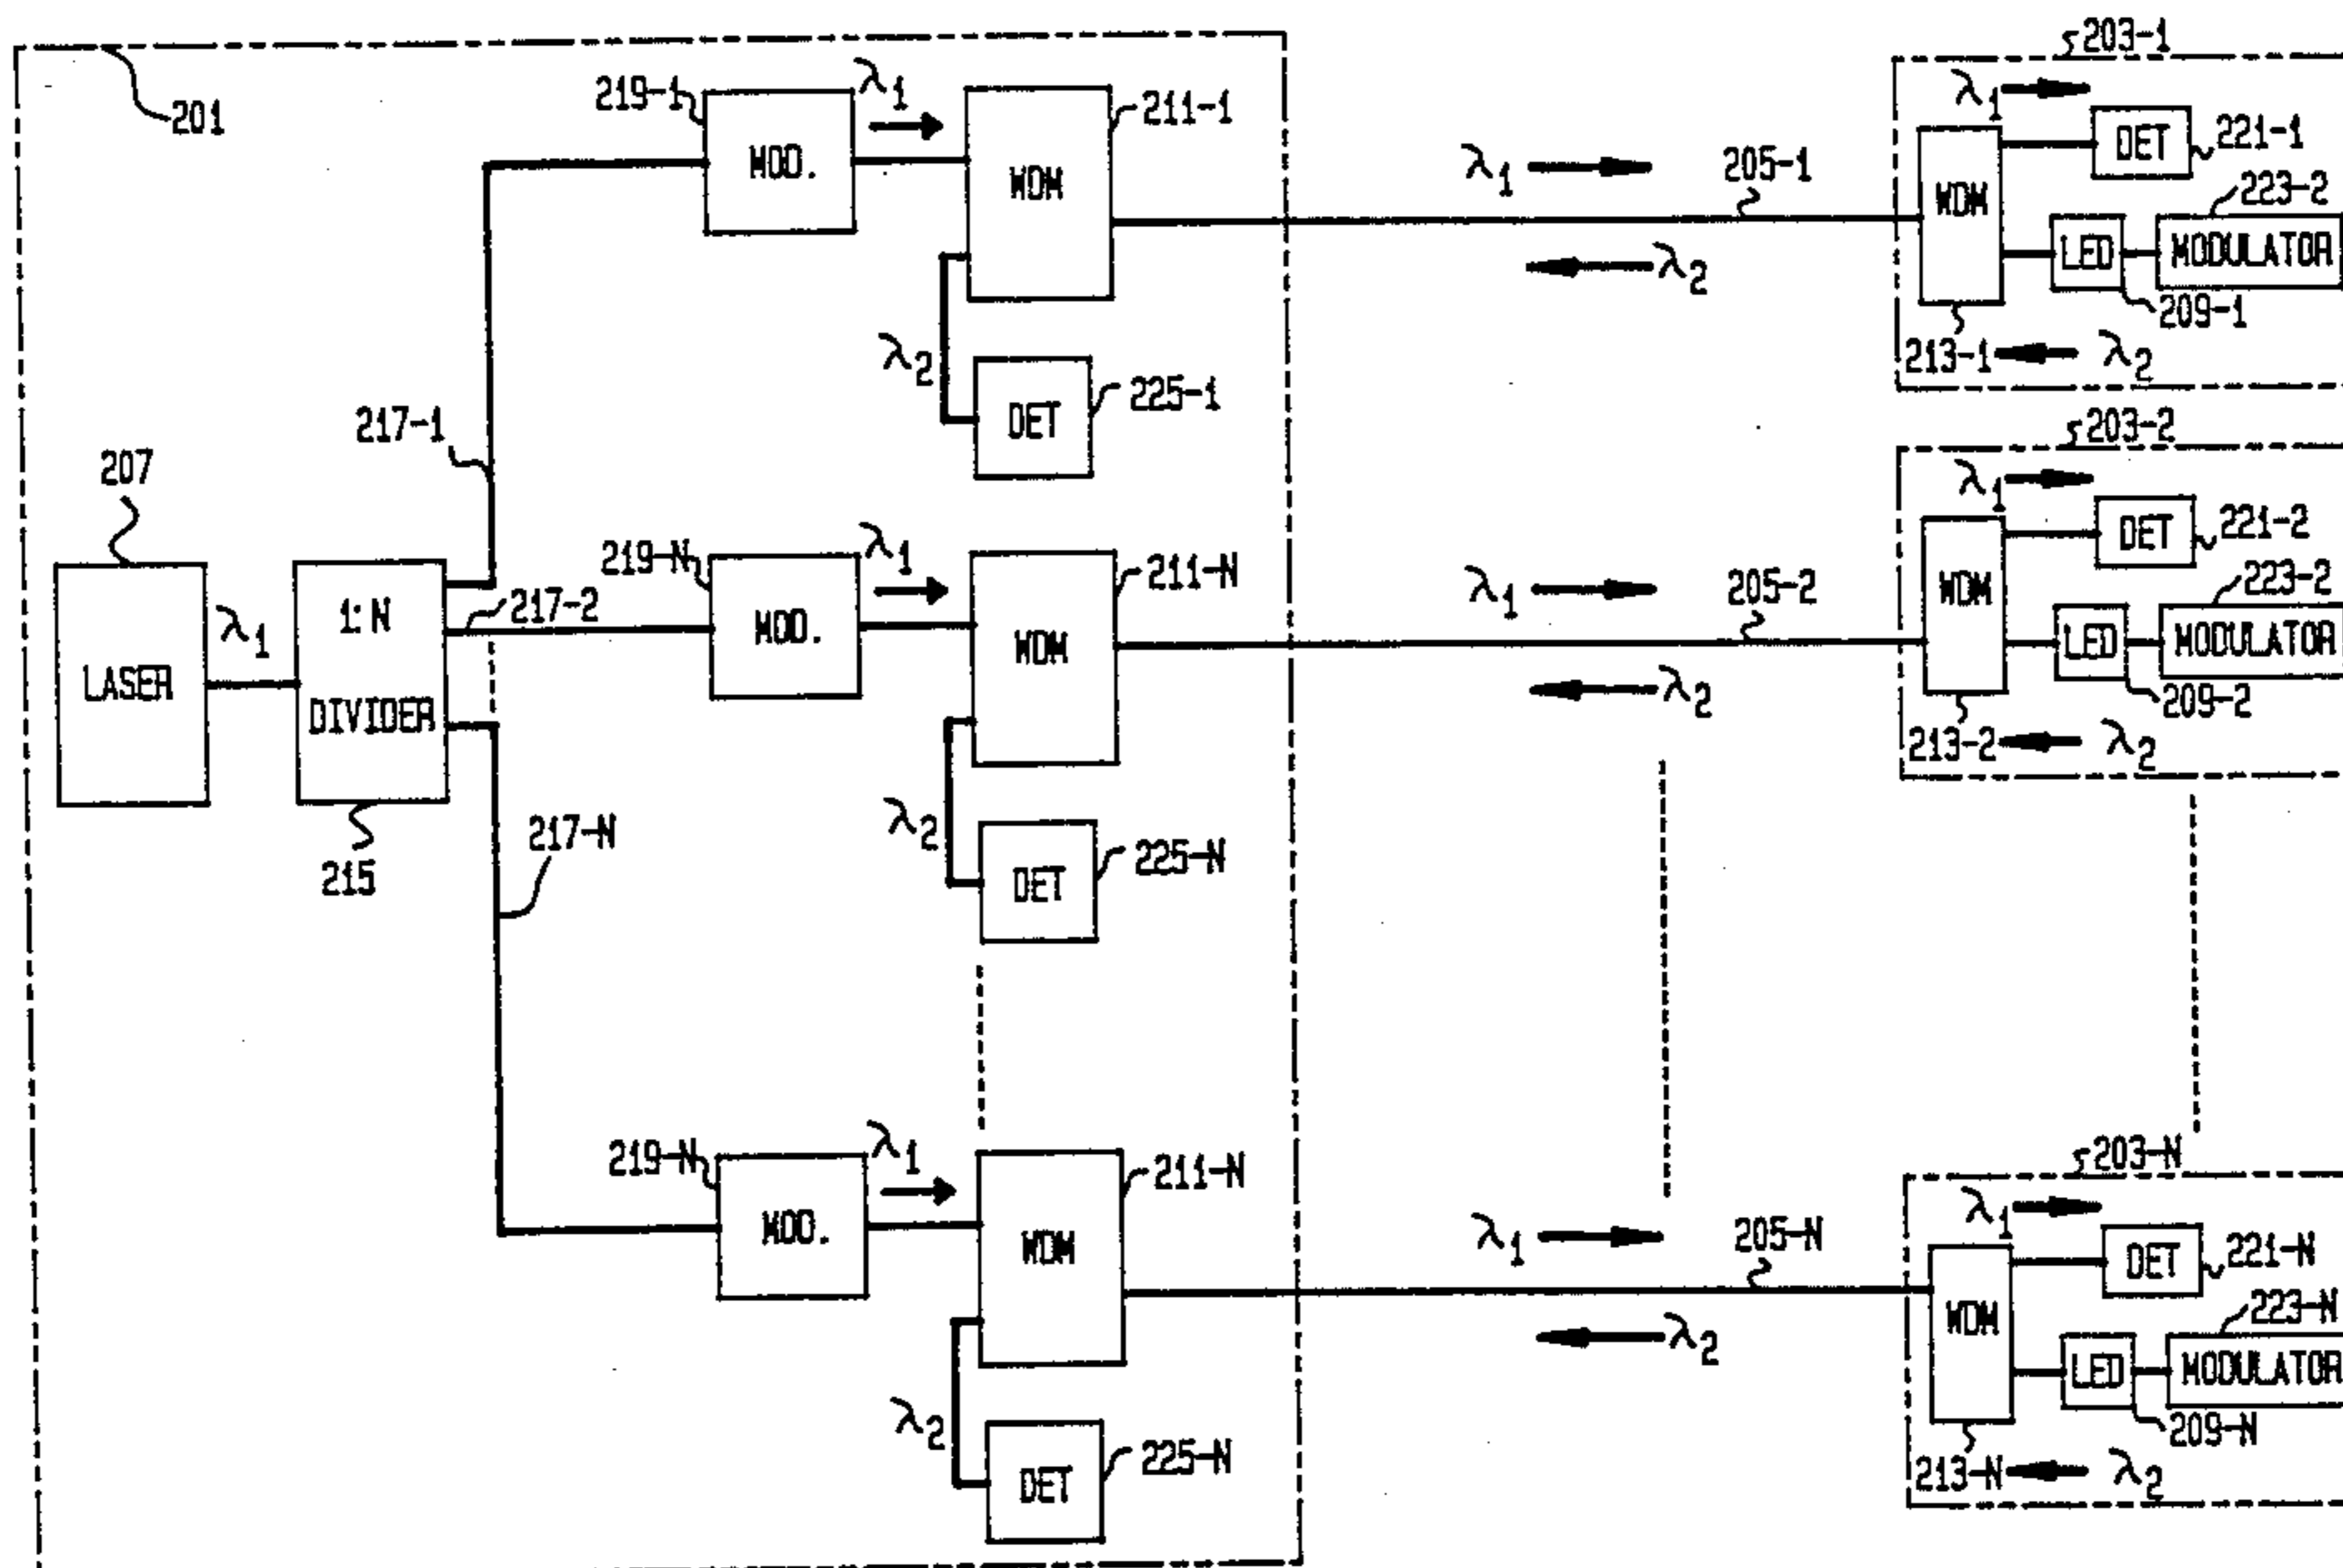 201
219-1
λ1
MOD.
WDM
211-1
λ2
DET
225-1
217-1
207
LASER
λ1
1:N
DIVIDER
215
217-2
217-N
219-N
λ1
MOD.
WDM
211-N
λ2
DET
225-N
219-N
λ1
MOD.
WDM
211-N
λ2
DET
225-N
λ1
205-1
λ2
λ1
205-2
λ2
λ1
205-N
λ2
203-1
λ1
WDM
DET
221-1
223-2
LED
MODULATOR
209-1
213-1
λ2
203-2
λ1
WDM
DET
221-2
223-2
LED
MODULATOR
209-2
213-2
λ2
203-N
λ1
WDM
DET
221-N
223-N
LED
MODULATOR
209-N
213-N
λ2